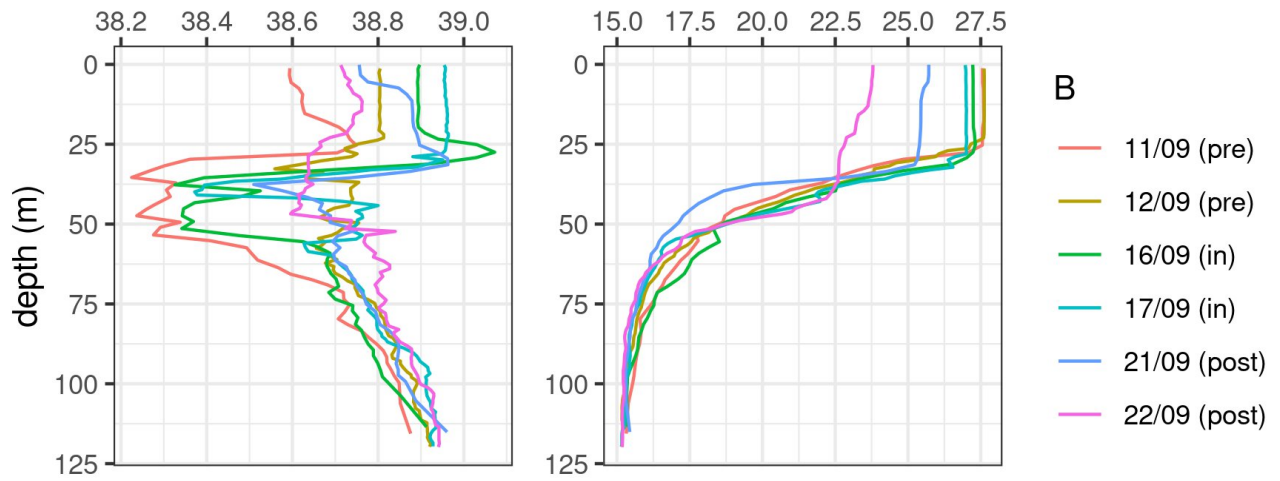 38.2 38.4 38.6 38.8 39.0
15.0 17.5 20.0 22.5 25.0 27.5
depth (m)
0
25
50
75
100
125
0
25
50
75
100
125
B
11/09 (pre)
12/09 (pre)
16/09 (in)
17/09 (in)
21/09 (post)
22/09 (post)